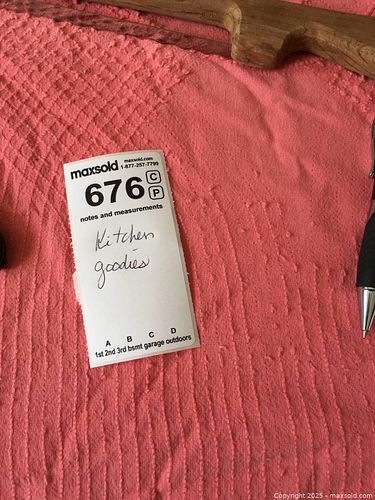 maxsold maxsold.com
1-877-257-7799
676 C
P
notes and measurements
Kitchen
goodies
A B C D
1st 2nd 3rd bsmt garage outdoors
Copyright 2025 - maxsold.com